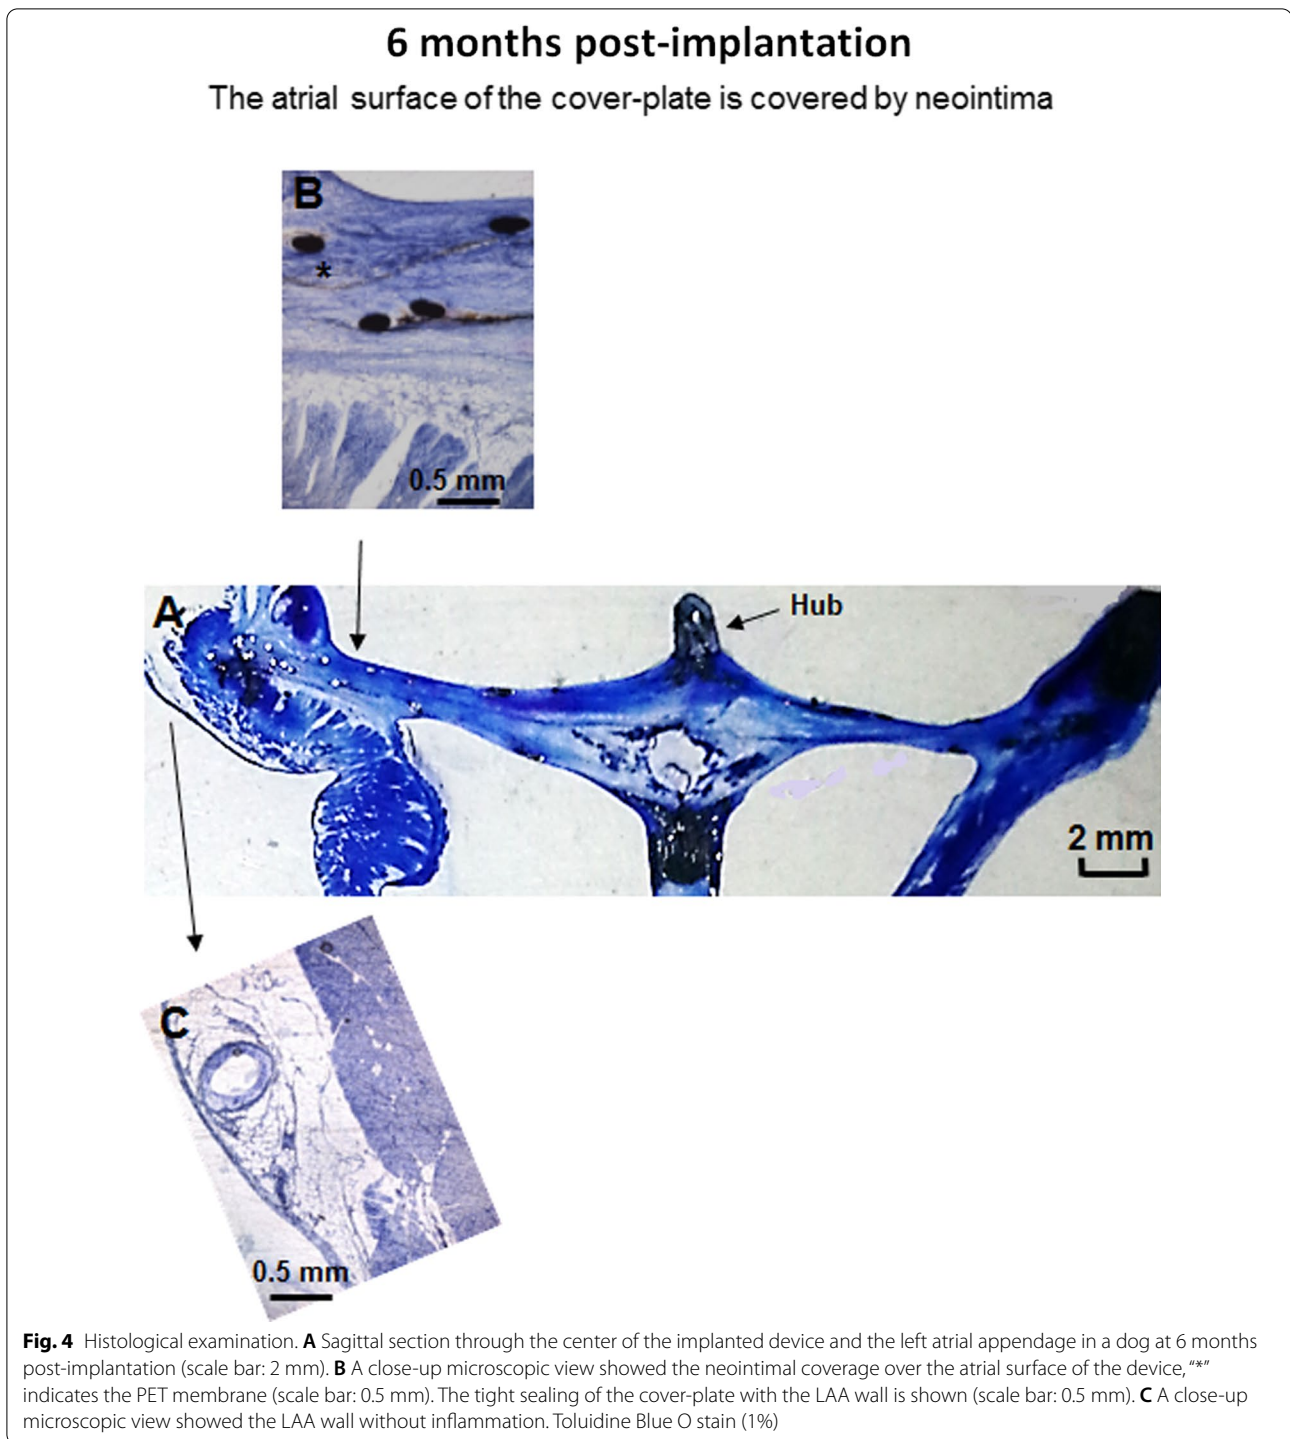 6 months post-implantation
The atrial surface of the cover-plate is covered by neointima
B
*
0.5 mm
A
Hub
2 mm
C
0.5 mm
Fig. 4 Histological examination. A Sagittal section through the center of the implanted device and the left atrial appendage in a dog at 6 months
post-implantation (scale bar: 2 mm). B A close-up microscopic view showed the neointimal coverage over the atrial surface of the device, “*”
indicates the PET membrane (scale bar: 0.5 mm). The tight sealing of the cover-plate with the LAA wall is shown (scale bar: 0.5 mm). C A close-up
microscopic view showed the LAA wall without inflammation. Toluidine Blue O stain (1%)